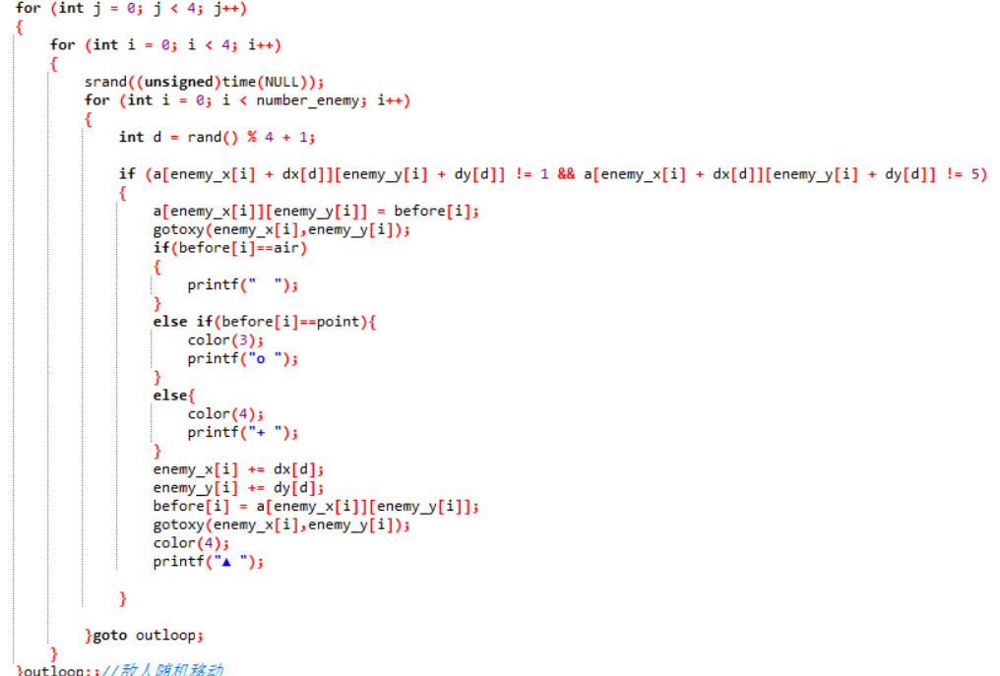 for (int j = 0; j < 4; j++)
{
for (int i = 0; i < 4; i++)
{
srand((unsigned)time(NULL));
for (int i = 0; i < number_enemy; i++)
{
int d = rand() % 4 + 1;
if (a[enemy_x[i] + dx[d]][enemy_y[i] + dy[d]] != 1 && a[enemy_x[i] + dx[d]][enemy_y[i] + dy[d]] != 5)
{
a[enemy_x[i]][enemy_y[i]] = before[i];
gotoxy(enemy_x[i],enemy_y[i]);
if(before[i]==air)
{
printf("  ");
}
else if(before[i]==point){
color(3);
printf("o ");
}
else{
color(4);
printf("+ ");
}
enemy_x[i] += dx[d];
enemy_y[i] += dy[d];
before[i] = a[enemy_x[i]][enemy_y[i]];
gotoxy(enemy_x[i],enemy_y[i]);
color(4);
printf("▲ ");
}
}goto outloop;
}
}outloop:;//敌人随机移动